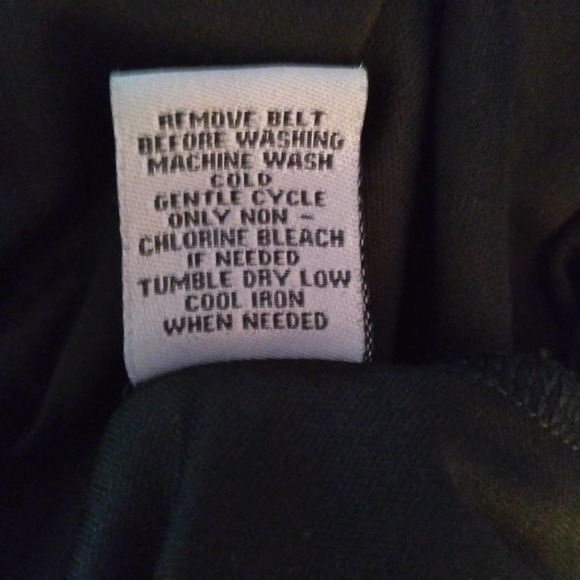 REMOVE BELT
BEFORE WASHING
MACHINE WASH
COLD
GENTLE CYCLE
ONLY NON -
CHLORINE BLEACH
IF NEEDED
TUMBLE DRY LOW
COOL IRON
WHEN NEEDED